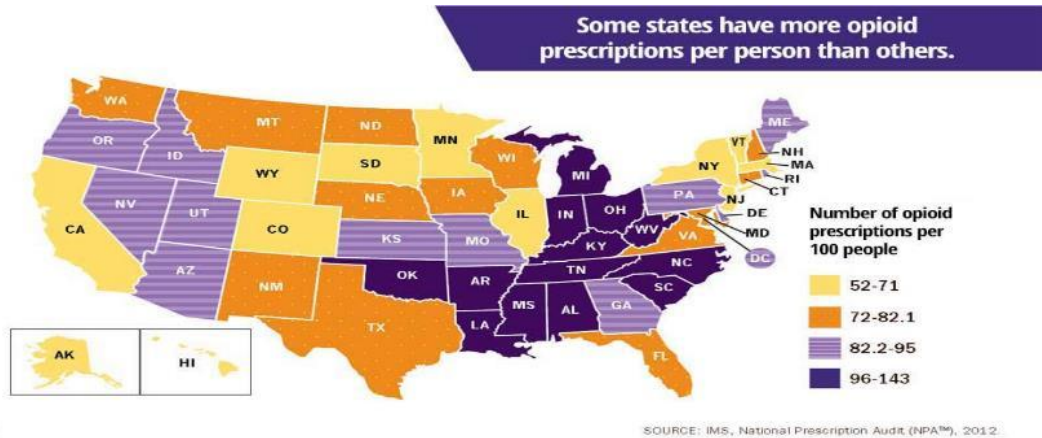 Some states have more opioid
prescriptions per person than others.
WA
MT
ND
MN
VT
ME
OR
ID
SD
WI
NY
NH
MA
WY
MI
RI
CT
NE
IA
PA
NJ
NV
UT
CO
IL
IN
OH
DE
MD
CA
KS
MO
WV
VA
DC
KY
AZ
NM
OK
AR
TN
NC
SC
TX
MS
AL
GA
LA
FL
AK
HI
Number of opioid
prescriptions per
100 people
52-71
72-82.1
82.2-95
96-143
SOURCE: IMS, National Prescription Audit (NPA™), 2012.